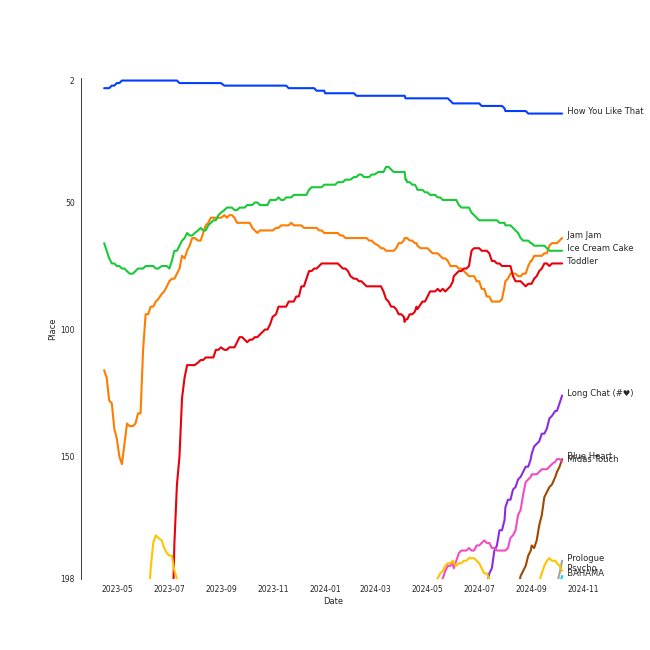 2
How You Like That
50
Jam Jam
Ice Cream Cake
Toddler
100
Place
Long Chat (#♥)
150
Blue Heart
Midas Touch
Prologue
Psycho
BAHAMA
198
2023-05
2023-07
2023-09
2023-11
2024-01
2024-03
2024-05
2024-07
2024-09
2024-11
Date